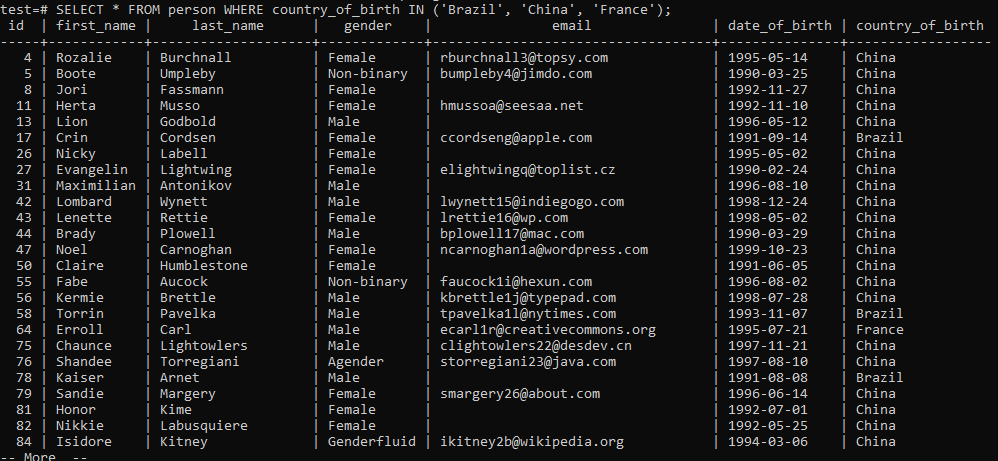 test=# SELECT * FROM person WHERE country_of_birth IN ('Brazil', 'China', 'France');
 id | first_name | last_name | gender | email | date_of_birth | country_of_birth
----+------------+-------------------+-------------+-----------------------------------+---------------+------------------
 4 | Rozalie | Burchnall | Female | rburchnall3@topsy.com | 1995-05-14 | China
 5 | Boote | Umpleby | Non-binary | bumpleby4@jimdo.com | 1990-03-25 | China
 8 | Jori | Fassmann | Female | | 1992-11-27 | China
 11 | Herta | Musso | Female | hmussoa@seesaa.net | 1992-11-10 | China
 13 | Lion | Godbold | Male | | 1996-05-12 | China
 17 | Crin | Cordsen | Female | ccordseng@apple.com | 1991-09-14 | Brazil
 26 | Nicky | Labell | Female | | 1995-05-02 | China
 27 | Evangelin | Lightwing | Female | elightwingq@toplist.cz | 1990-02-24 | China
 31 | Maximilian | Antonikov | Male | | 1996-08-10 | China
 42 | Lombard | Wynett | Male | lwynett15@indiegogo.com | 1998-12-24 | China
 43 | Lenette | Rettie | Female | lrettie16@wp.com | 1998-05-02 | China
 44 | Brady | Plowell | Male | bplowell17@mac.com | 1990-03-29 | China
 47 | Noel | Carnoghan | Female | ncarnoghan1a@wordpress.com | 1999-10-23 | China
 50 | Claire | Humblestone | Female | | 1991-06-05 | China
 55 | Fabe | Aucock | Non-binary | faucock1i@hexun.com | 1996-08-02 | China
 56 | Kermie | Brettle | Male | kbrettle1j@typepad.com | 1998-07-28 | China
 58 | Torrin | Pavelka | Male | tpavelka1l@nytimes.com | 1993-11-07 | Brazil
 64 | Erroll | Carl | Male | ecarl1r@creativecommons.org | 1995-07-21 | France
 75 | Chaunce | Lightowlers | Male | clightowlers22@desdev.cn | 1997-11-21 | China
 76 | Shandee | Torregiani | Agender | storregiani23@java.com | 1997-08-10 | China
 78 | Kaiser | Arnet | Male | | 1991-08-08 | Brazil
 79 | Sandie | Margery | Female | smargery26@about.com | 1996-06-14 | China
 81 | Honor | Kime | Female | | 1992-07-01 | China
 82 | Nikkie | Labusquiere | Female | | 1992-05-25 | China
 84 | Isidore | Kitney | Genderfluid | ikitney2b@wikipedia.org | 1994-03-06 | China
-- More --